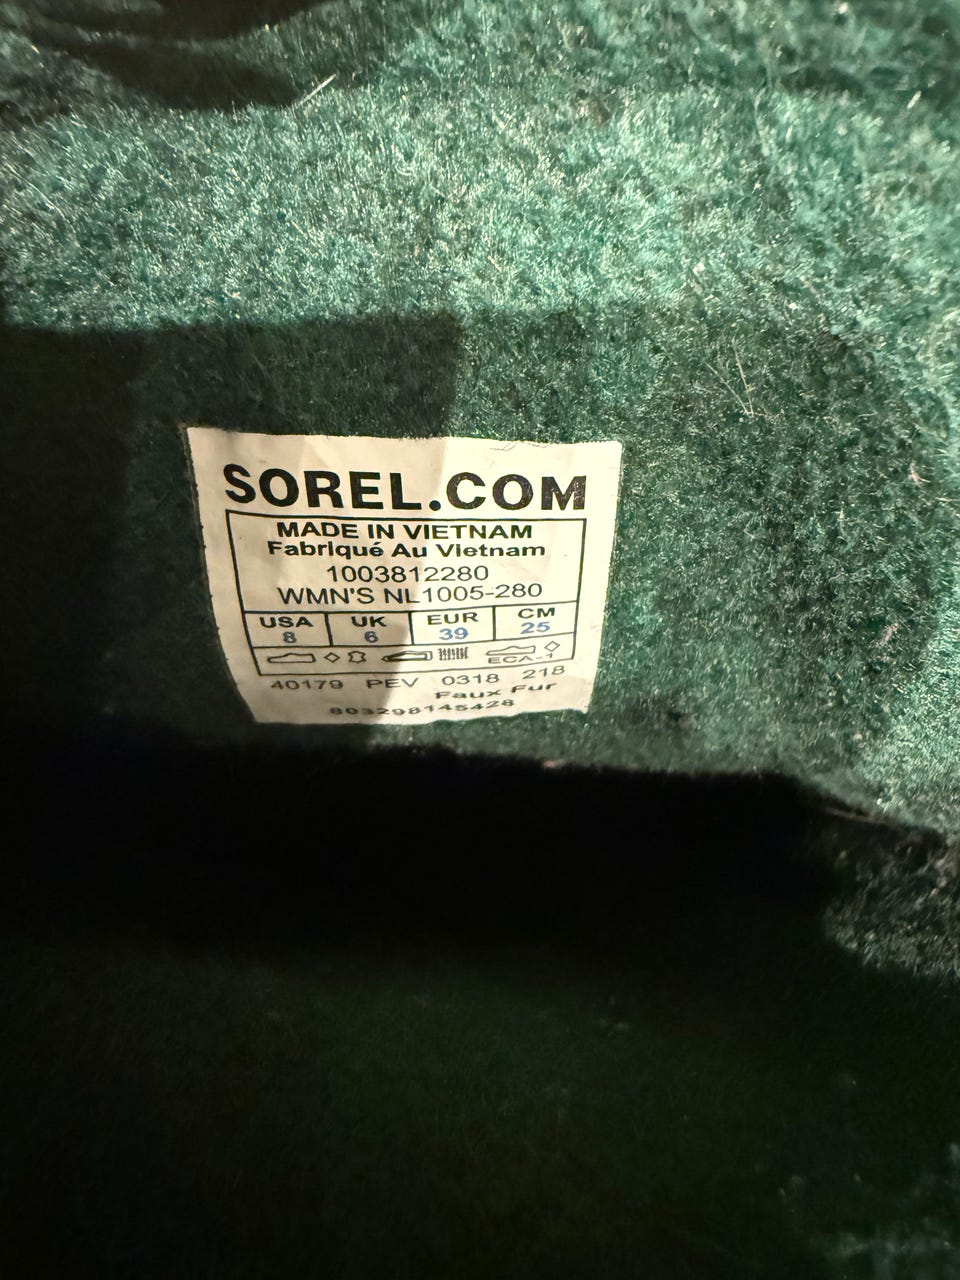 SOREL.COM
MADE IN VIETNAM
Fabriqué Au Vietnam
1003812280
WMN'S NL1005-280
USA UK EUR CM
8 6 39 25
ECA-1
40179 PEV 0318 218
Faux Fur
803298145428